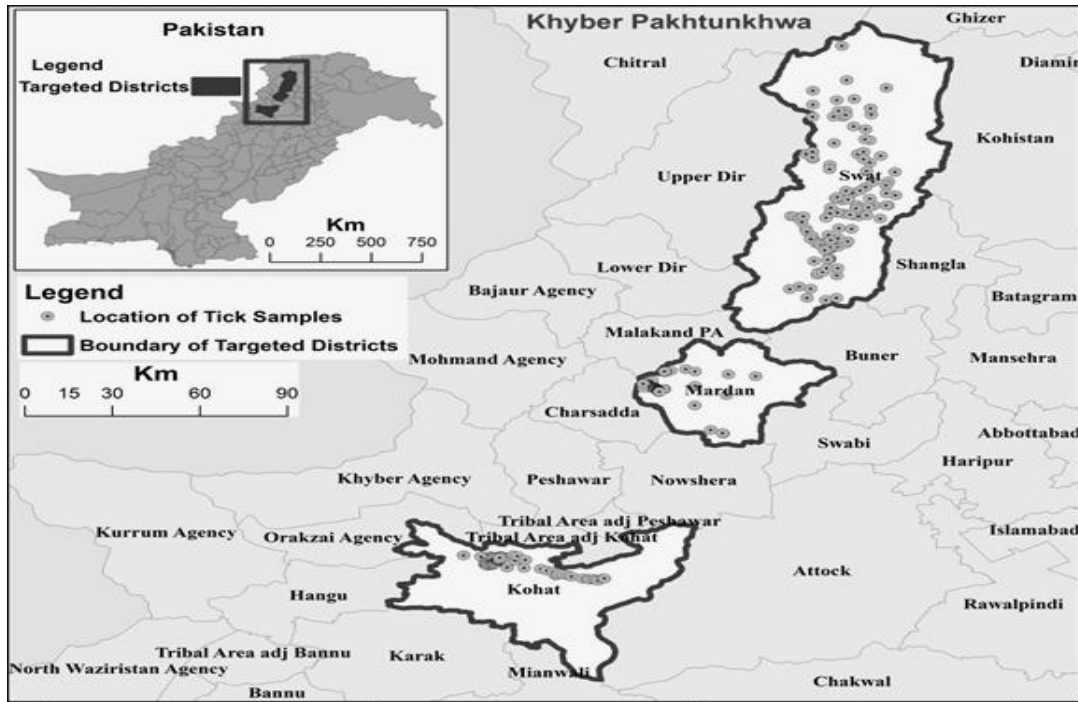 Khyber Pakhtunkhwa
Pakistan
Legend
Targeted Districts
Km
0 250 500 750
Legend
Location of Tick Samples
Boundary of Targeted Districts
Km
0 15 30 60 90
Ghizer
Chitral
Diamir
Kohistan
Upper Dir
Swat
Lower Dir
Shangla
Bajaur Agency
Batagram
Malakand PA
Mohmand Agency
Buner
Mansehra
Mardan
Charsadda
Swabi
Abbottabad
Haripur
Khyber Agency
Peshawar
Nowshera
Tribal Area adj Peshawar
Kurrum Agency
Orakzai Agency
Tribal Area adj Kohat
Islamabad
Attock
Hangu
Kohat
Rawalpindi
Tribal Area adj Bannu
Karak
North Waziristan Agency
Mianwali
Chakwal
Bannu